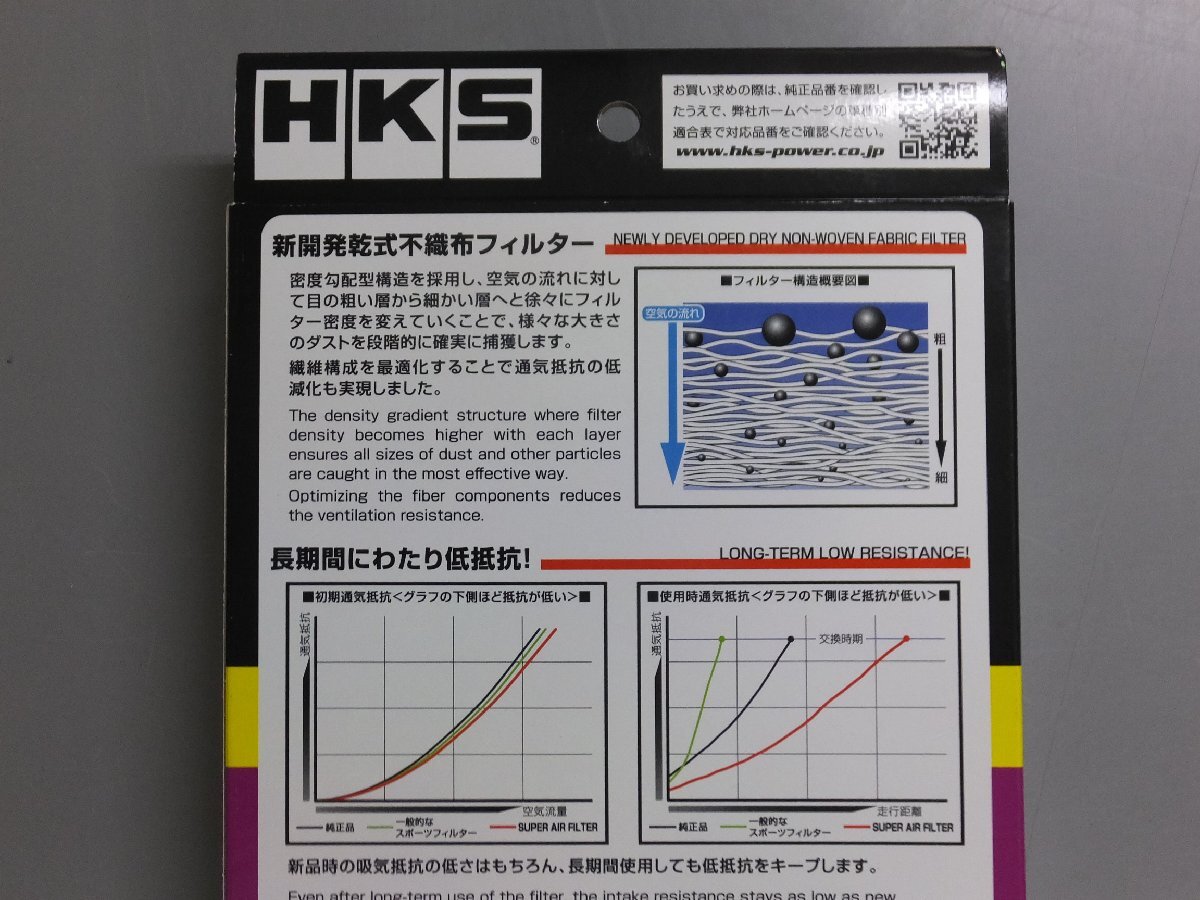 HKS®
お買い求めの際は、純正品番を確認し
たうえで、弊社ホームページの車種別
適合表で対応品番をご確認ください。
www.hks-power.co.jp
新開発乾式不織布フィルター
NEWLY DEVELOPED DRY NON-WOVEN FABRIC FILTER
密度勾配型構造を採用し、空気の流れに対し
て目の粗い層から細かい層へと徐々にフィル
ター密度を変えていくことで、様々な大きさ
のダストを段階的に確実に捕獲します。
繊維構成を最適化することで通気抵抗の低
減化も実現しました。
The density gradient structure where filter
density becomes higher with each layer
ensures all sizes of dust and other particles
are caught in the most effective way.
Optimizing the fiber components reduces
the ventilation resistance.
■フィルター構造概要図■
空気の流れ
粗
細
長期間にわたり低抵抗!
LONG-TERM LOW RESISTANCE!
■初期通気抵抗<グラフの下側ほど抵抗が低い>■
通気抵抗
空気流量
純正品
一般的な
スポーツフィルター
SUPER AIR FILTER
■使用時通気抵抗<グラフの下側ほど抵抗が低い>■
通気抵抗
交換時期
走行距離
純正品
一般的な
スポーツフィルター
SUPER AIR FILTER
新品時の吸気抵抗の低さはもちろん、長期間使用しても低抵抗をキープします。
Even after long-term use of the filter, the intake resistance stays as low as new